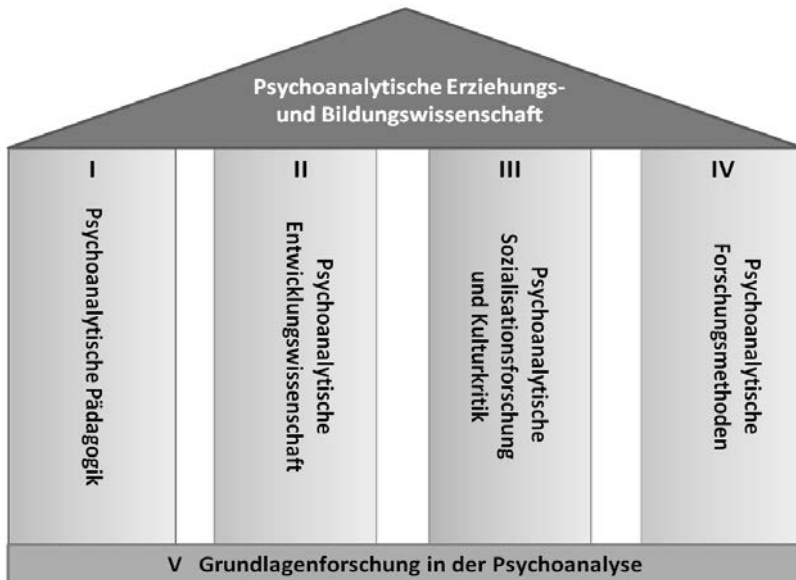 Psychoanalytische Erziehungs-
und Bildungswissenschaft
I
Psychoanalytische Pädagogik
II
Psychoanalytische
Entwicklungswissenschaft
III
Psychoanalytische
Sozialisationsforschung
und Kulturkritik
IV
Psychoanalytische
Forschungsmethoden
V Grundlagenforschung in der Psychoanalyse